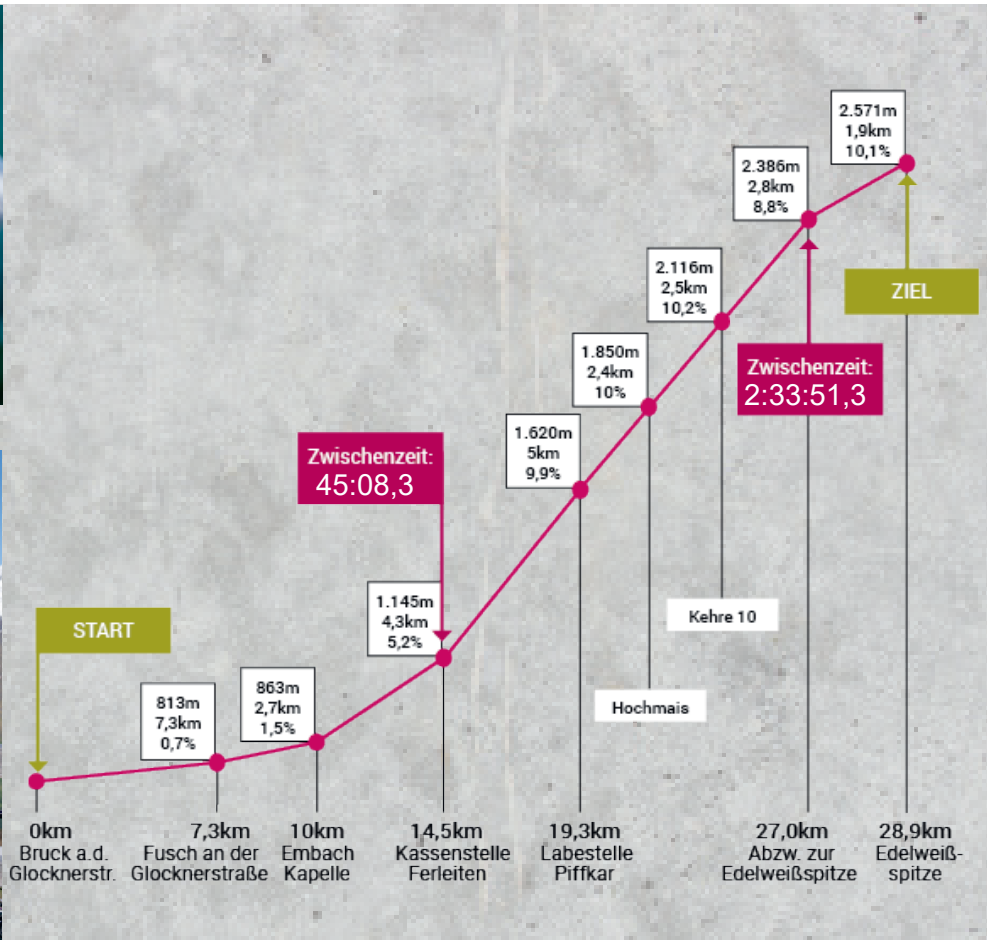 2.571m
1,9km
10,1%
2.386m
2,8km
8,8%
2.116m
2,5km
10,2%
ZIEL
1.850m
2,4km
10%
Zwischenzeit:
2:33:51,3
1.620m
5km
9,9%
Zwischenzeit:
45:08,3
1.145m
4,3km
5,2%
Kehre 10
START
813m
7,3km
0,7%
863m
2,7km
1,5%
Hochmais
0km
Bruck a.d.
Glocknerstr.
7,3km
Fusch an der
Glocknerstraße
10km
Embach
Kapelle
14,5km
Kassenstelle
Ferleiten
19,3km
Labestelle
Piffkar
27,0km
Abzw. zur
Edelweißspitze
28,9km
Edelweiß-
spitze